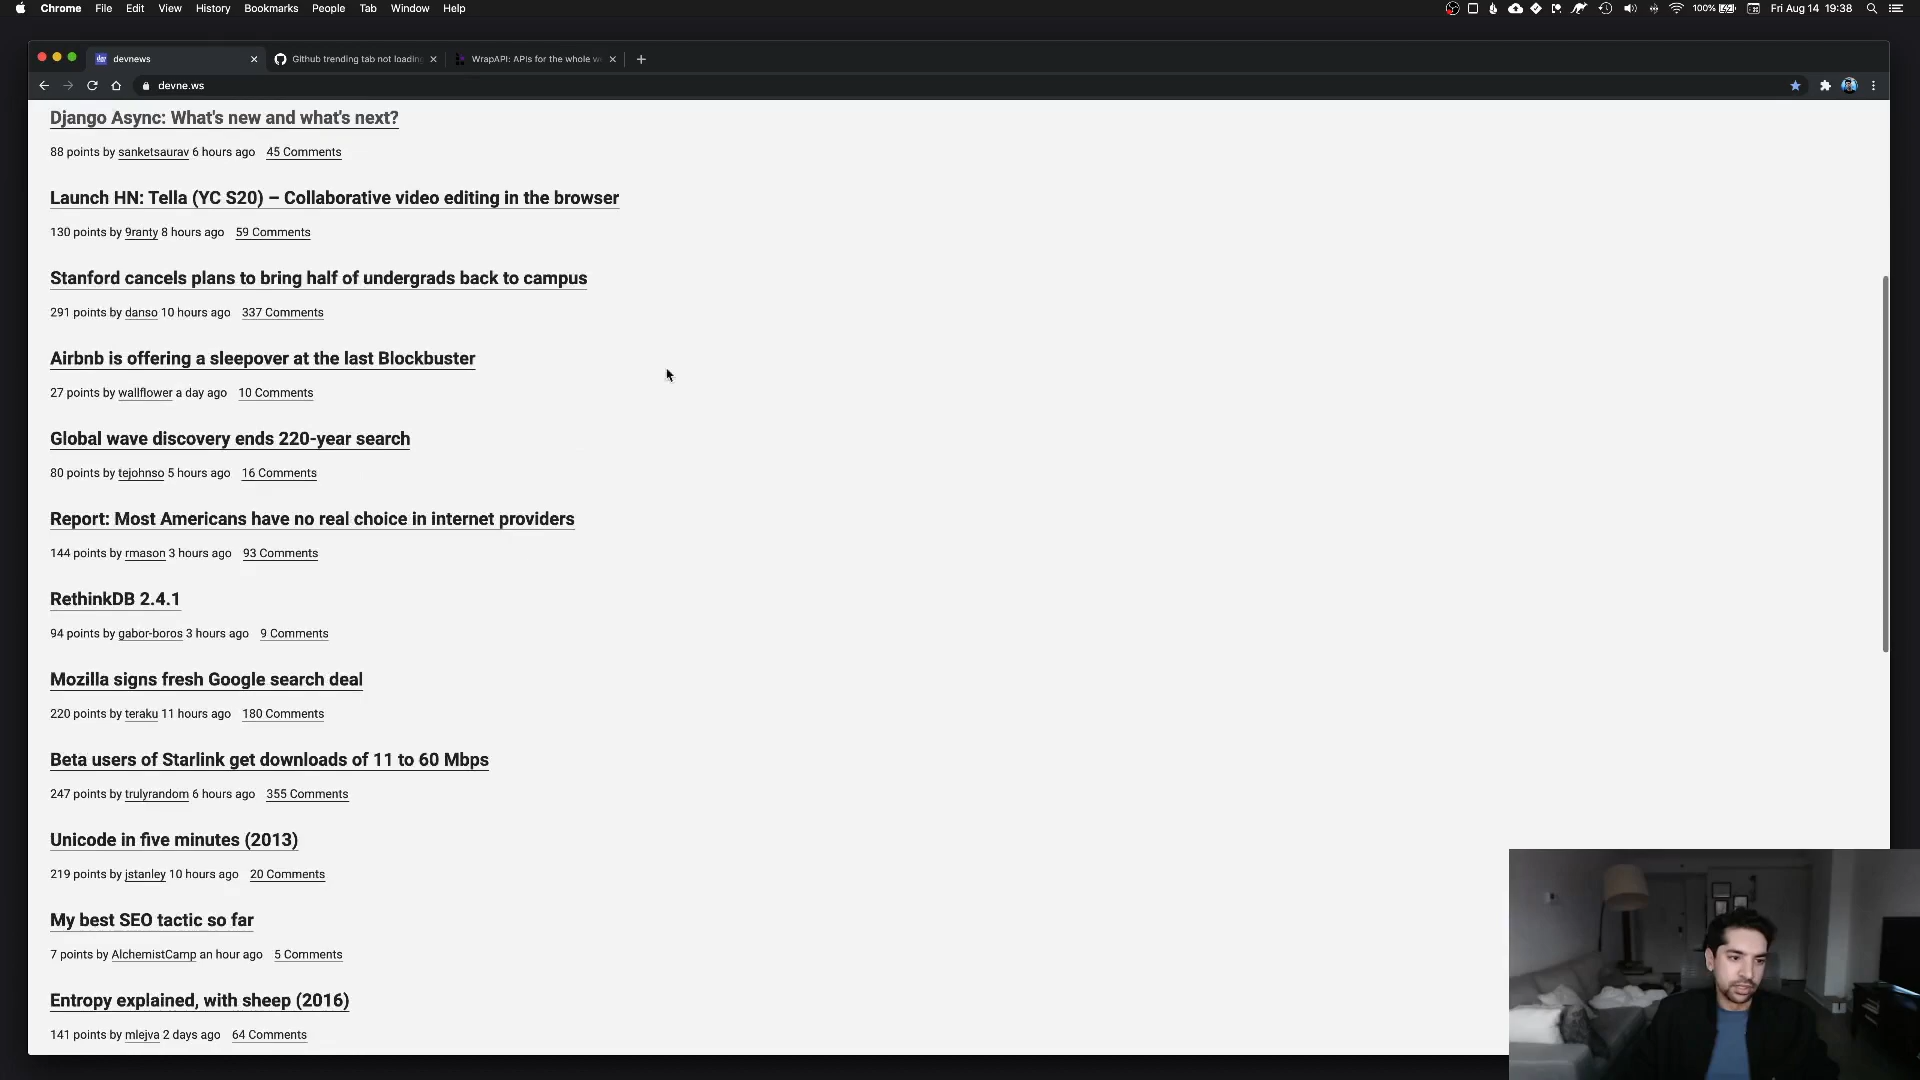 Chrome File Edit View History Bookmarks People Tab Window Help 100% Fri Aug 14 19:38
devnews Github trending tab not loading WrapAPI: APIs for the whole w
devne.ws
Django Async: What's new and what's next?
88 points by sanketsaurav 6 hours ago 45 Comments
Launch HN: Tella (YC S20) – Collaborative video editing in the browser
130 points by 9ranty 8 hours ago 59 Comments
Stanford cancels plans to bring half of undergrads back to campus
291 points by danso 10 hours ago 337 Comments
Airbnb is offering a sleepover at the last Blockbuster
27 points by wallflower a day ago 10 Comments
Global wave discovery ends 220-year search
80 points by tejohnso 5 hours ago 16 Comments
Report: Most Americans have no real choice in internet providers
144 points by rmason 3 hours ago 93 Comments
RethinkDB 2.4.1
94 points by gabor-boros 3 hours ago 9 Comments
Mozilla signs fresh Google search deal
220 points by teraku 11 hours ago 180 Comments
Beta users of Starlink get downloads of 11 to 60 Mbps
247 points by trulyrandom 6 hours ago 355 Comments
Unicode in five minutes (2013)
219 points by jstanley 10 hours ago 20 Comments
My best SEO tactic so far
7 points by AlchemistCamp an hour ago 5 Comments
Entropy explained, with sheep (2016)
141 points by mlejva 2 days ago 64 Comments